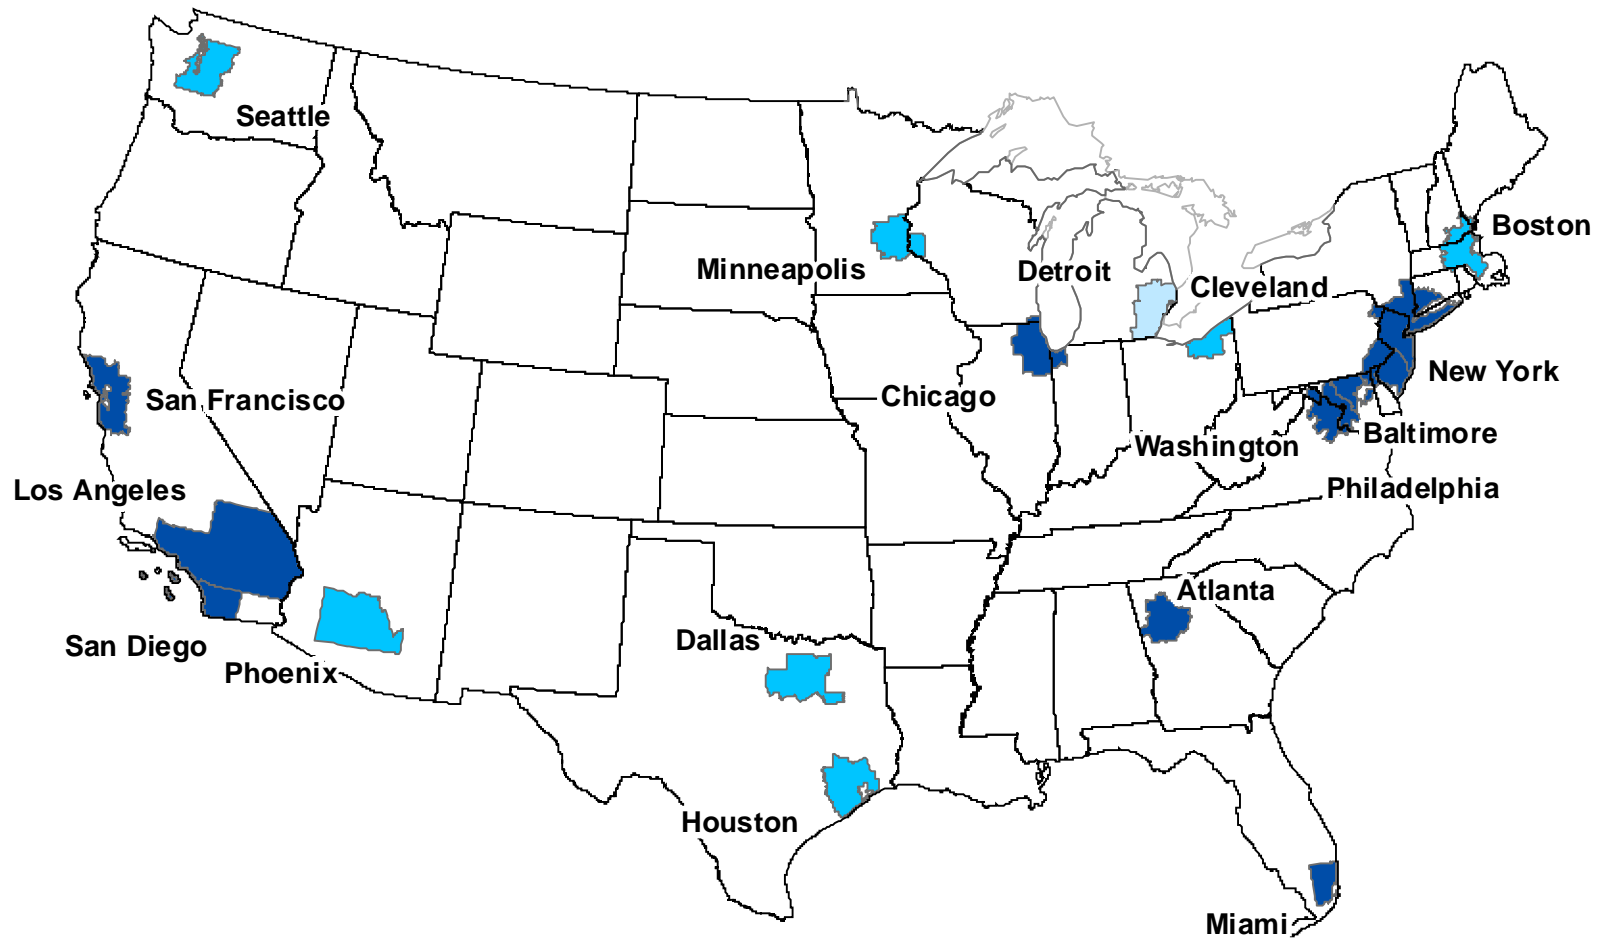 Seattle
Boston
Minneapolis
Detroit
Cleveland
New York
San Francisco
Chicago
Baltimore
Washington
Los Angeles
Philadelphia
Atlanta
San Diego
Dallas
Phoenix
Houston
Miami